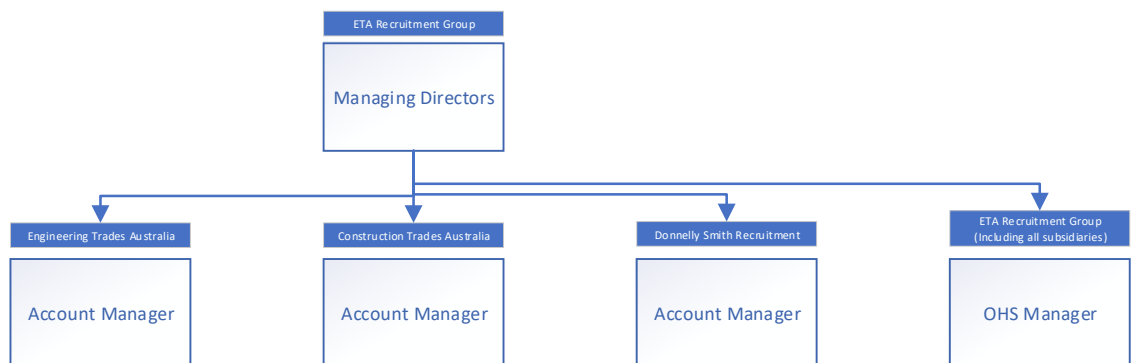 ETA Recruitment Group
Managing Directors
Engineering Trades Australia
Construction Trades Australia
Donnelly Smith Recruitment
ETA Recruitment Group
(Including all subsidiaries)
Account Manager
Account Manager
Account Manager
OHS Manager